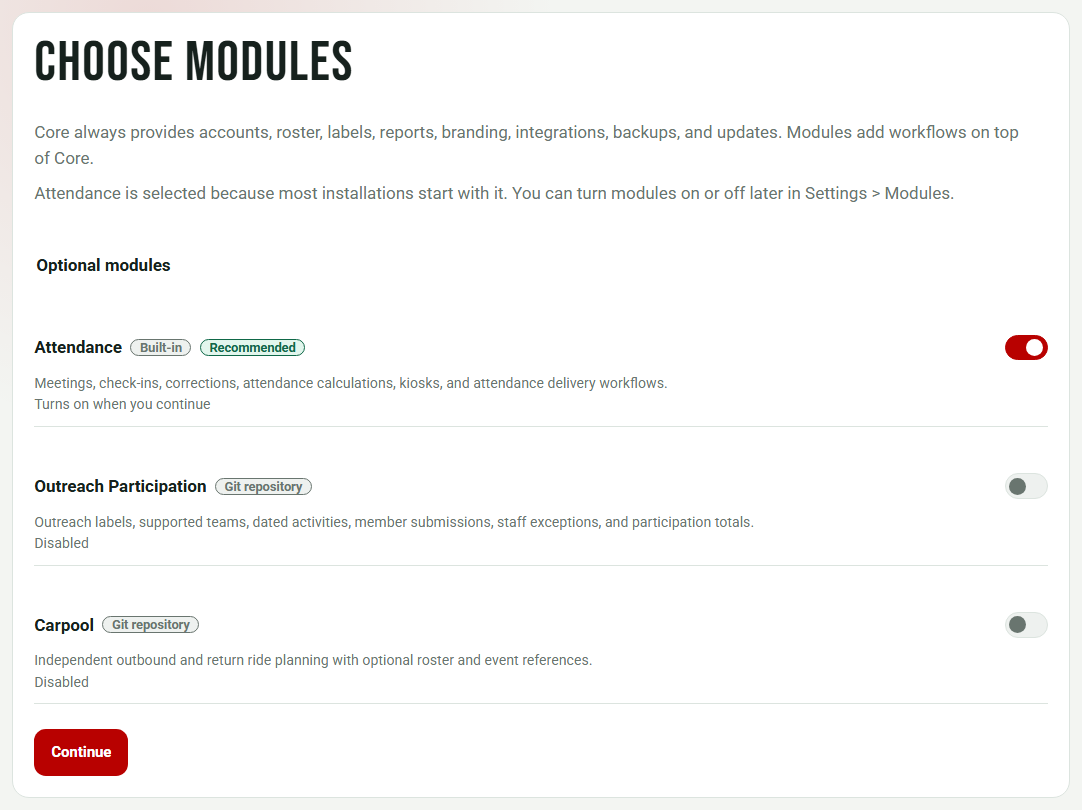 CHOOSE MODULES
Core always provides accounts, roster, labels, reports, branding, integrations, backups, and updates. Modules add workflows on top
of Core.
Attendance is selected because most installations start with it. You can turn modules on or off later in Settings > Modules.
Optional modules
Attendance Built-in Recommended
Meetings, check-ins, corrections, attendance calculations, kiosks, and attendance delivery workflows.
Turns on when you continue
Outreach Participation Git repository
Outreach labels, supported teams, dated activities, member submissions, staff exceptions, and participation totals.
Disabled
Carpool Git repository
Independent outbound and return ride planning with optional roster and event references.
Disabled
Continue